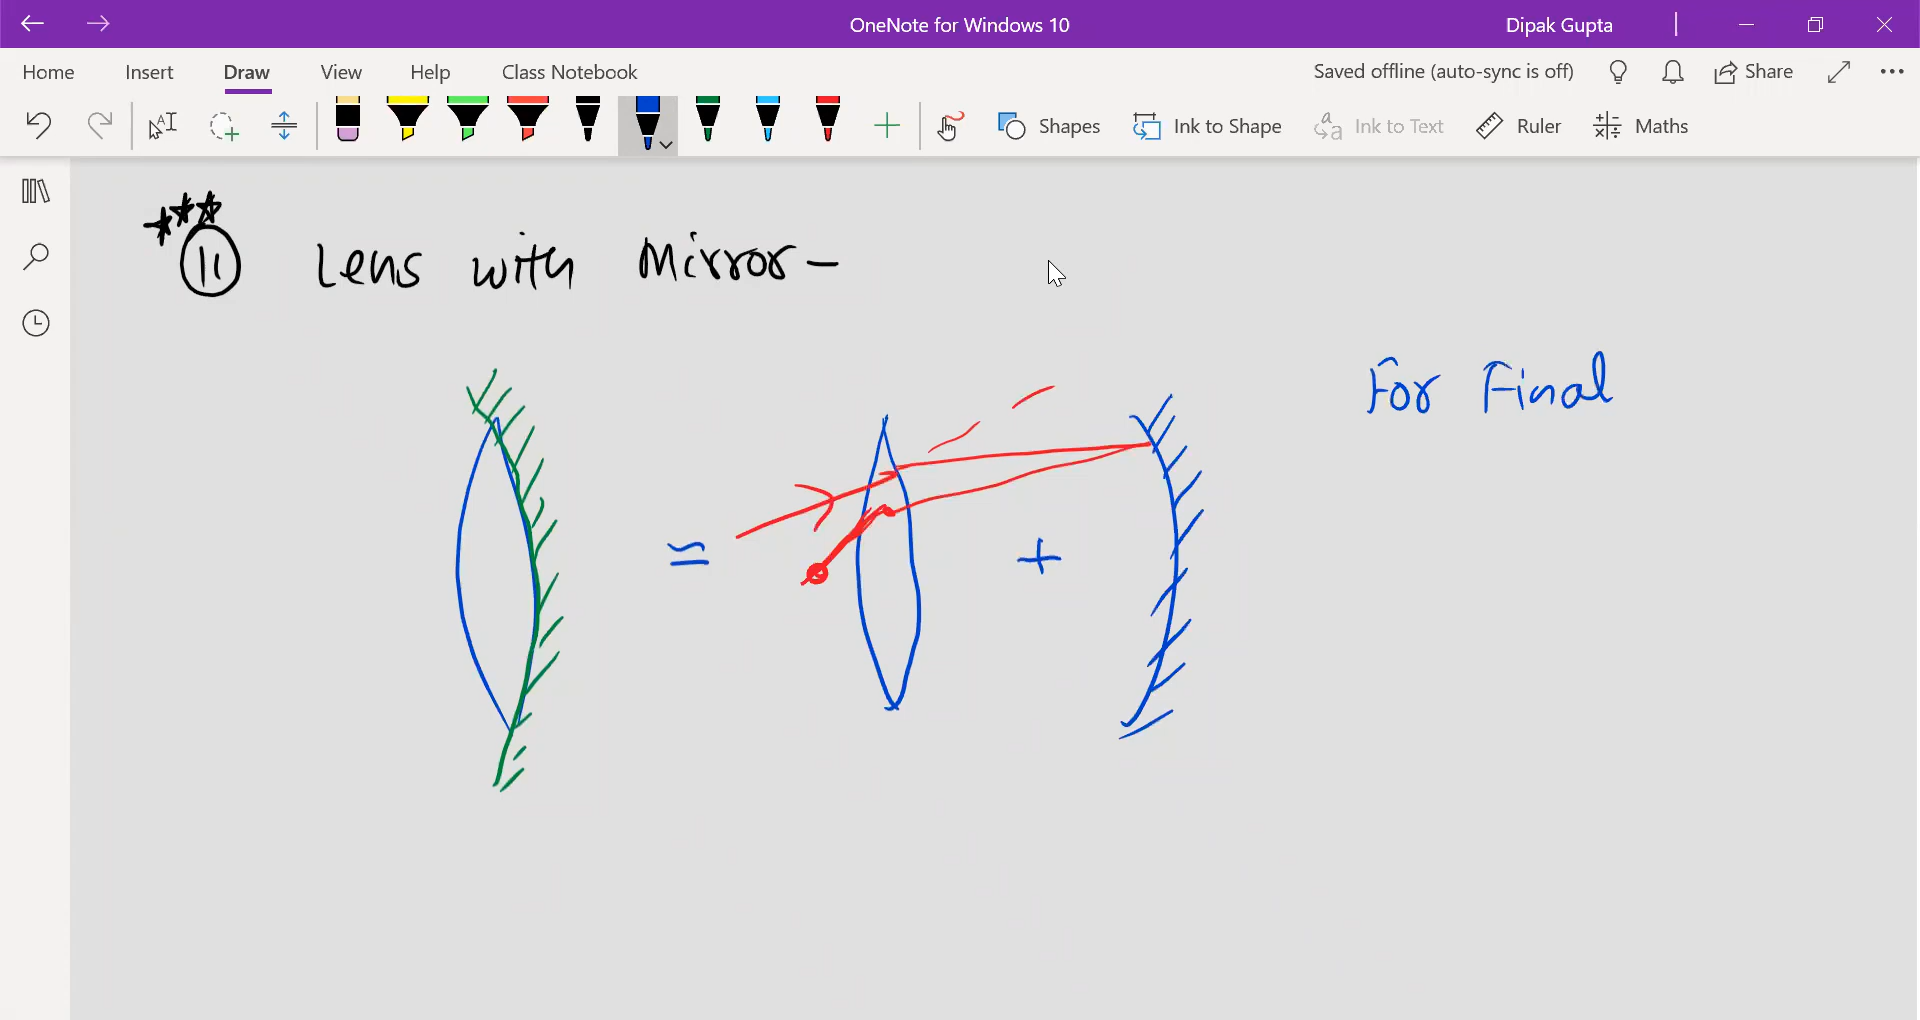 OneNote for Windows 10
Dipak Gupta
Home Insert Draw View Help Class Notebook
Saved offline (auto-sync is off) Share
Shapes Ink to Shape Ink to Text Ruler Maths
*** 11 Lens with Mirror -
For Final
≃ +